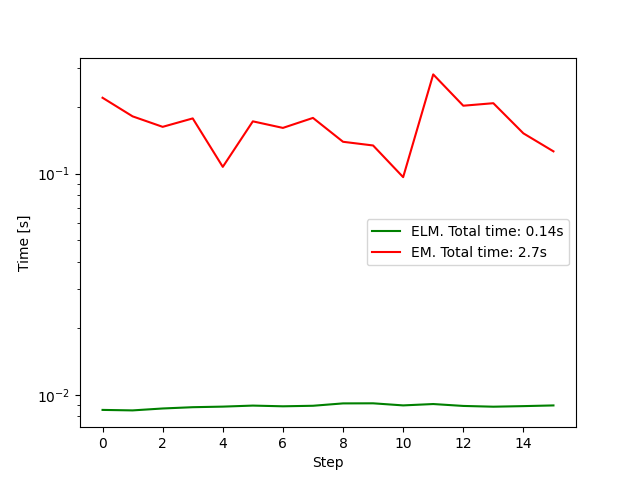 Time [s]
10⁻¹
10⁻²
ELM. Total time: 0.14s
EM. Total time: 2.7s
0 2 4 6 8 10 12 14
Step